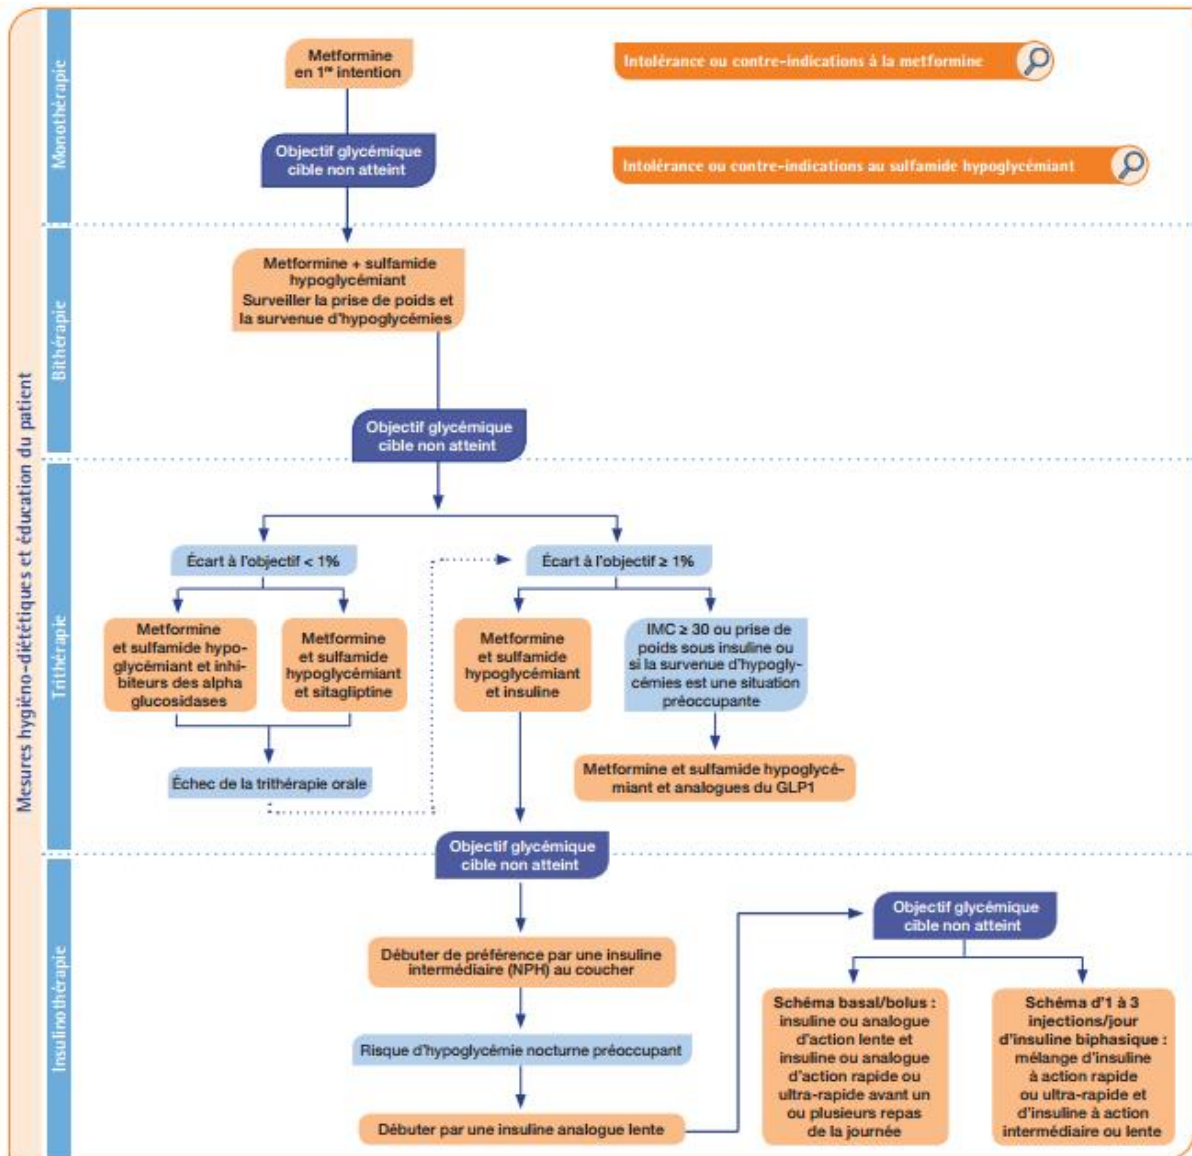 Mesures hygiéno-diététiques et éducation du patient
Monothérapie
Metformine
en 1re intention
Intolérance ou contre-indications à la metformine
Objectif glycémique
cible non atteint
Intolérance ou contre-indications au sulfamide hypoglycémiant
Bithérapie
Metformine + sulfamide
hypoglycémiant
Surveiller la prise de poids et
la survenue d'hypoglycémies
Objectif glycémique
cible non atteint
Trithérapie
Écart à l'objectif < 1%
Écart à l'objectif ≥ 1%
Metformine
et sulfamide hypo-
glycémiant et inhi-
biteurs des alpha
glucosidases
Metformine
et sulfamide
hypoglycémiant
et sitagliptine
Metformine
et sulfamide
hypoglycémiant
et insuline
IMC ≥ 30 ou prise de
poids sous insuline ou
si la survenue d'hypogly-
cémies est une situation
préoccupante
Échec de la trithérapie orale
Metformine et sulfamide hypoglycé-
miant et analogues du GLP1
Objectif glycémique
cible non atteint
Insulinothérapie
Débuter de préférence par une insuline
intermédiaire (NPH) au coucher
Risque d'hypoglycémie nocturne préoccupant
Débuter par une insuline analogue lente
Objectif glycémique
cible non atteint
Schéma basal/bolus :
insuline ou analogue
d'action lente et
insuline ou analogue
d'action rapide ou
ultra-rapide avant un
ou plusieurs repas
de la journée
Schéma d'1 à 3
injections/jour
d'insuline biphasique :
mélange d'insuline
à action rapide
ou ultra-rapide et
d'insuline à action
intermédiaire ou lente